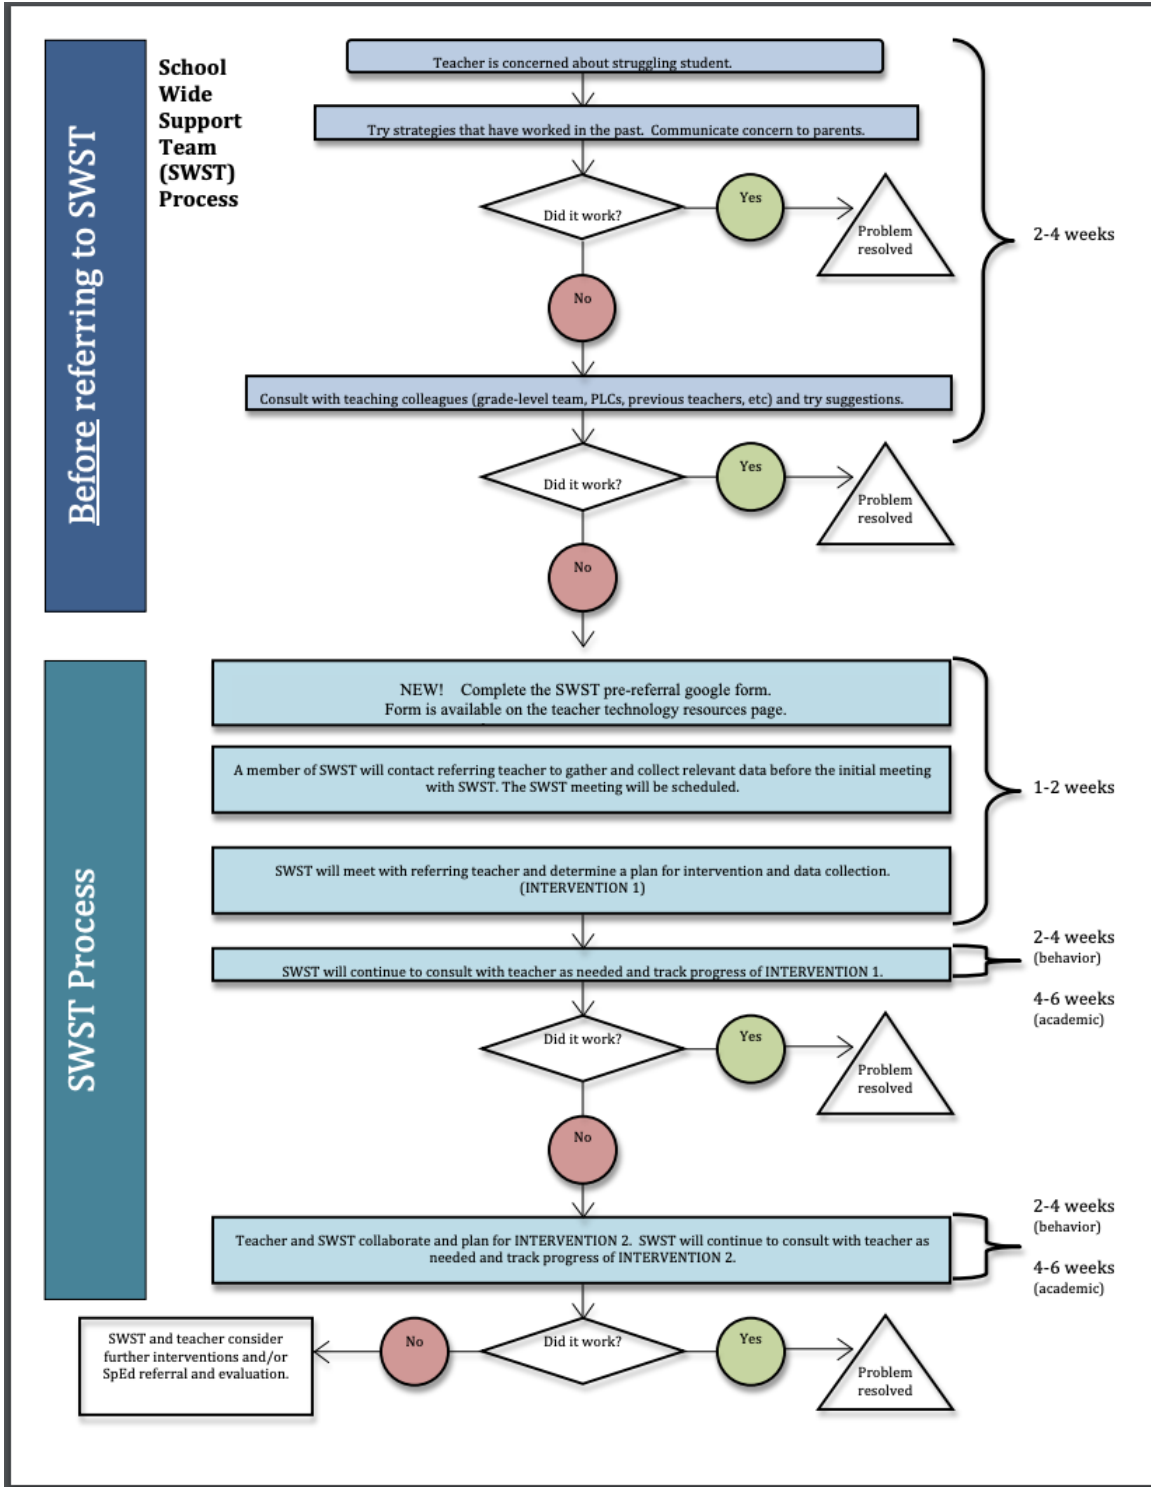 Before referring to SWST
School
Wide
Support
Team
(SWST)
Process
Teacher is concerned about struggling student.
Try strategies that have worked in the past.  Communicate concern to parents.
Did it work?
Yes
Problem
resolved
2-4 weeks
No
Consult with teaching colleagues (grade-level team, PLCs, previous teachers, etc) and try suggestions.
Did it work?
Yes
Problem
resolved
No
SWST Process
NEW!    Complete the SWST pre-referral google form.
Form is available on the teacher technology resources page.
A member of SWST will contact referring teacher to gather and collect relevant data before the initial meeting
with SWST. The SWST meeting will be scheduled.
1-2 weeks
SWST will meet with referring teacher and determine a plan for intervention and data collection.
(INTERVENTION 1)
SWST will continue to consult with teacher as needed and track progress of INTERVENTION 1.
2-4 weeks
(behavior)
4-6 weeks
(academic)
Did it work?
Yes
Problem
resolved
No
Teacher and SWST collaborate and plan for INTERVENTION 2.  SWST will continue to consult with teacher as
needed and track progress of INTERVENTION 2.
2-4 weeks
(behavior)
4-6 weeks
(academic)
Did it work?
No
SWST and teacher consider
further interventions and/or
SpEd referral and evaluation.
Yes
Problem
resolved